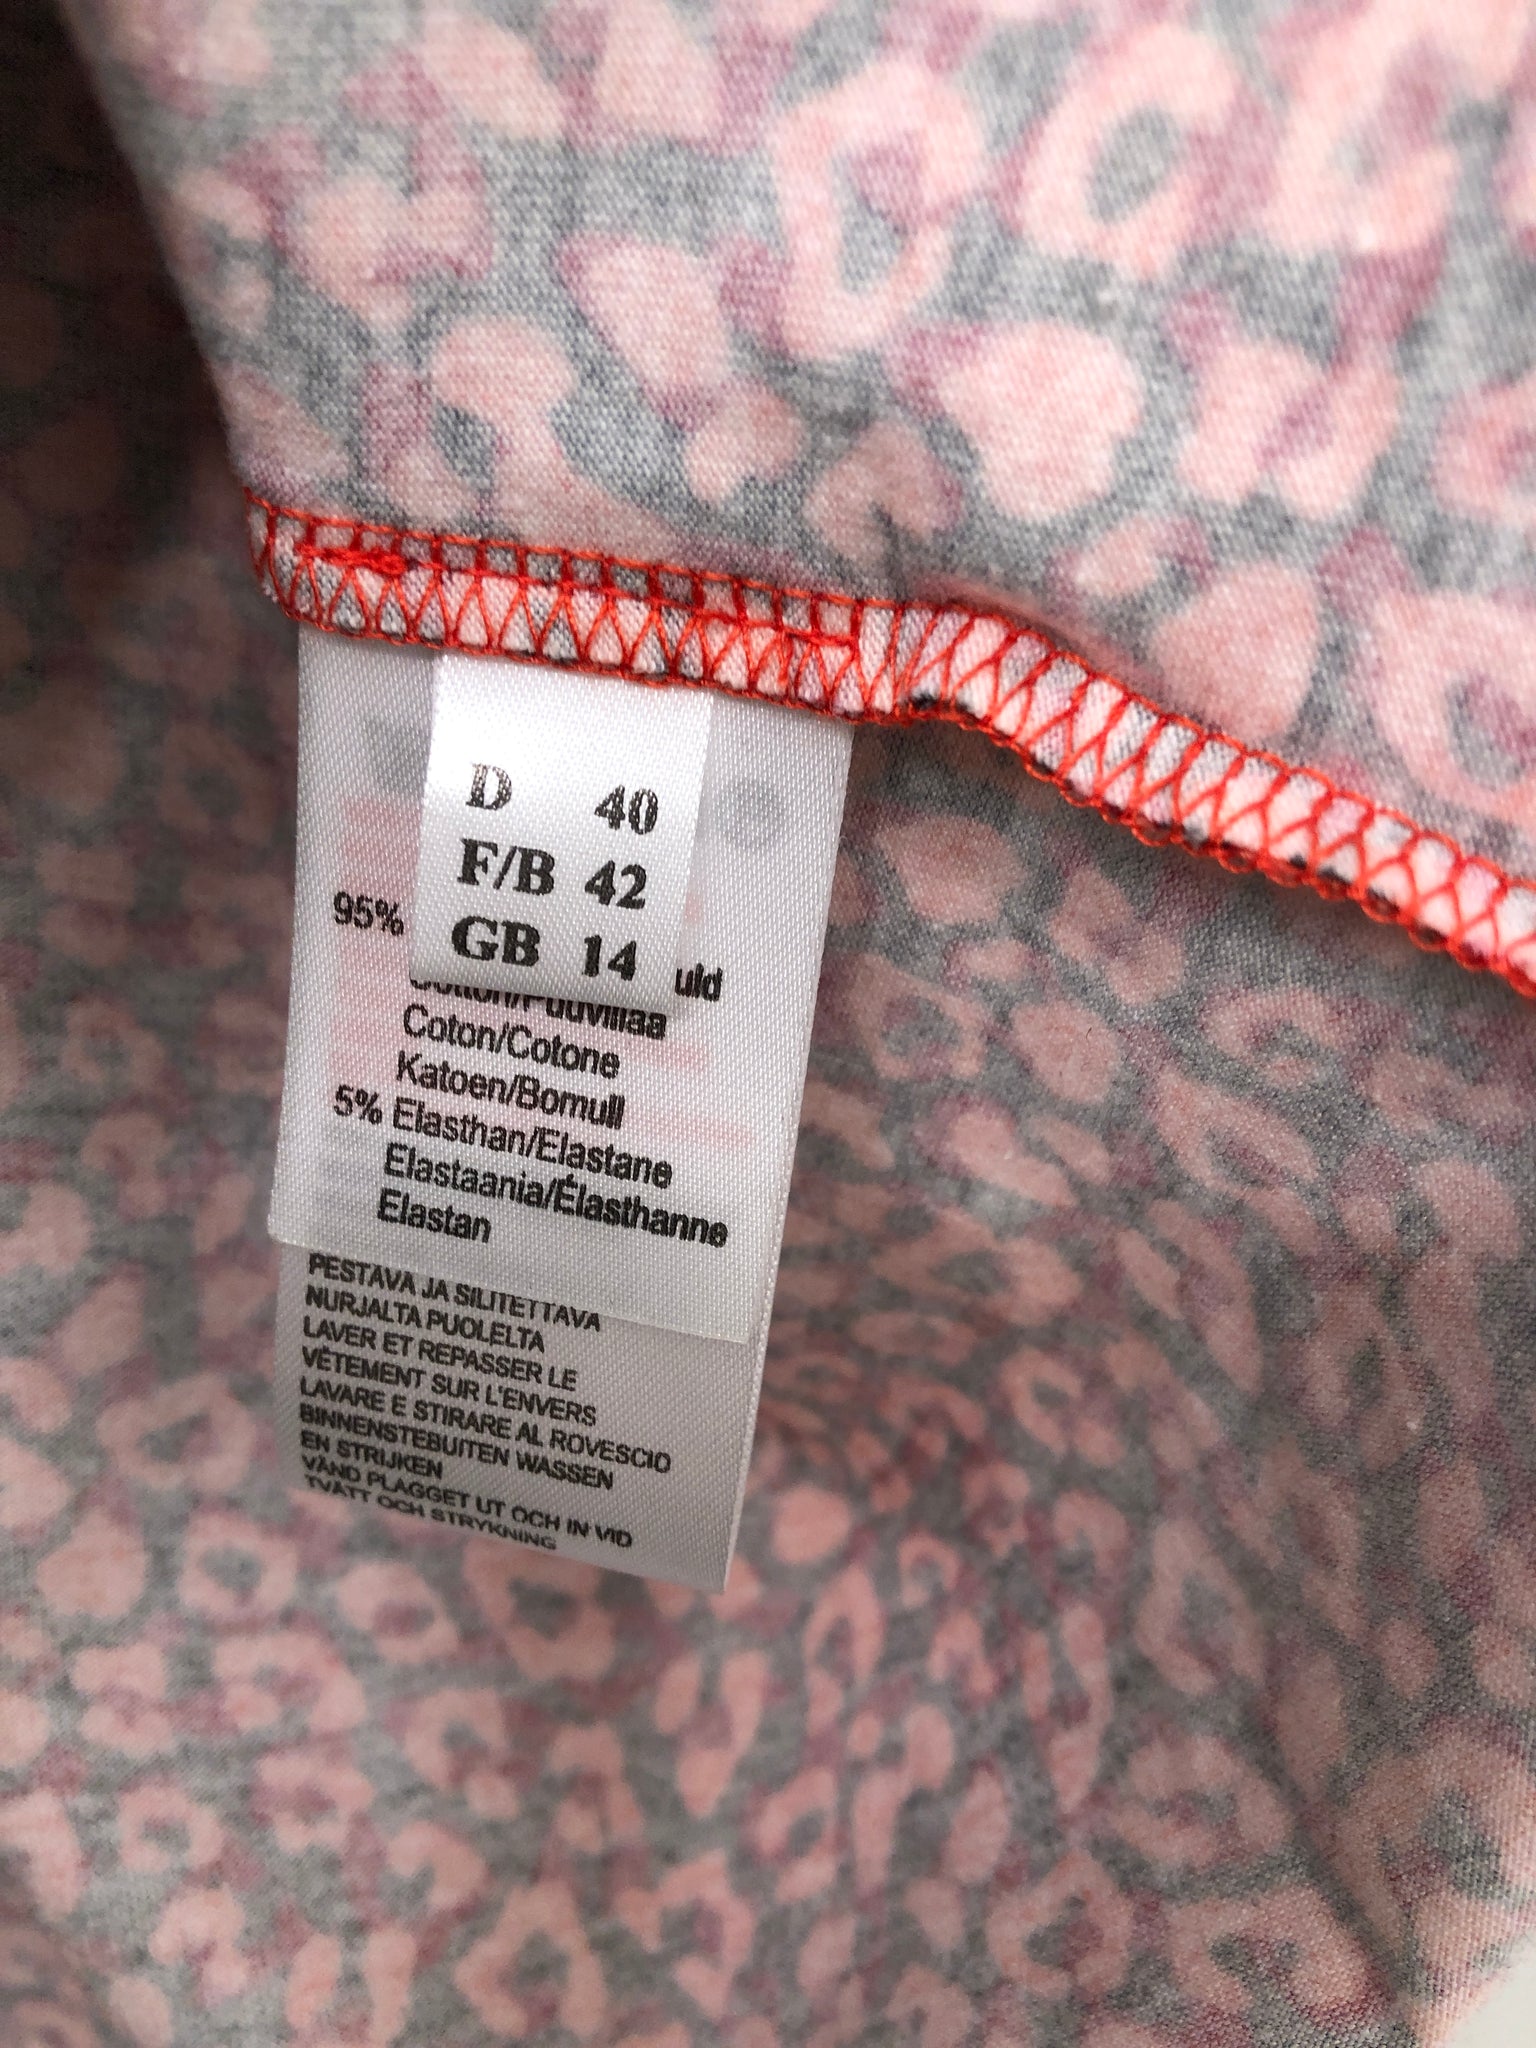 D 40
F/B 42
GB 14
95%
Coton/Cotone
Katoen/Bomull
5% Elasthan/Elastane
Elastaania/Élasthanne
Elastan
PESTAVA JA SILITETTAVA
NURJALTA PUOLELTA
LAVER ET REPASSER LE
VÊTEMENT SUR L'ENVERS
LAVARE E STIRARE AL ROVESCIO
BINNENSTEBUITEN WASSEN
EN STRIJKEN
VÄND PLAGGET UT OCH IN VID
TVÄTT OCH STRYKNING